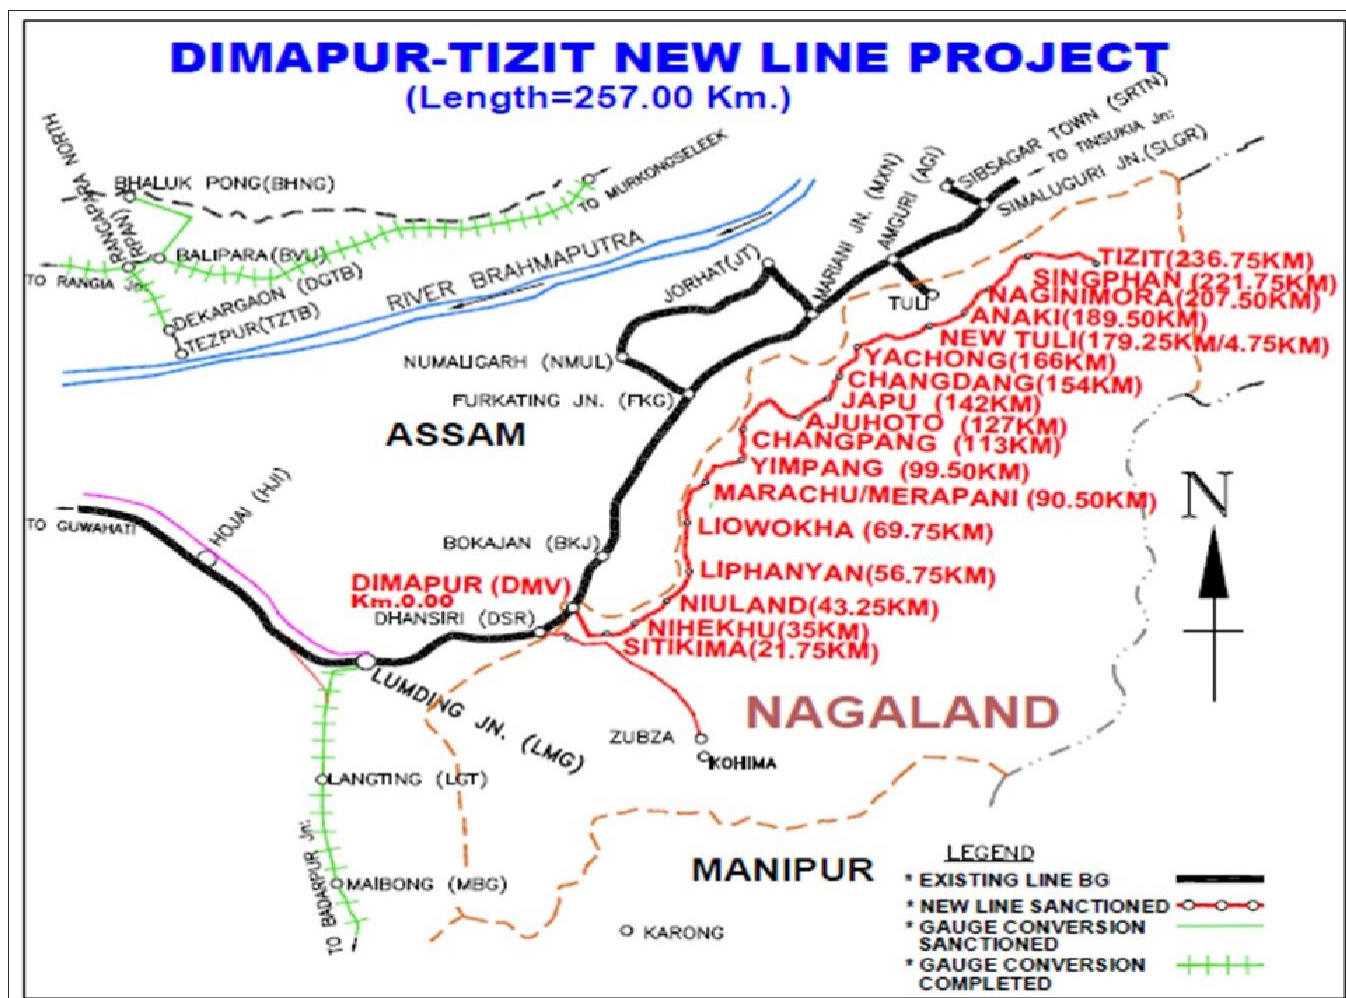 DIMAPUR-TIZIT NEW LINE PROJECT
(Length=257.00 Km.)
RANGAPARA NORTH
(RPAN)
BHALUK PONG(BHNG)
BALIPARA(BVU)
TO RANGIA Jn:
DEKARGAON (DGTB)
TEZPUR(TZTB)
TO MURKONGSELEEK
RIVER BRAHMAPUTRA
JORHAT(JT)
MARIANI JN. (MXN)
AMGURI (AGI)
SIBSAGAR TOWN (SRTN)
TO TINSUKIA Jn:
SIMALUGURI JN.(SLGR)
TULI
NUMALIGARH (NMUL)
FURKATING JN. (FKG)
ASSAM
TIZIT(236.75KM)
SINGPHAN (221.75KM)
NAGINIMORA(207.50KM)
ANAKI(189.50KM)
NEW TULI(179.25KM/4.75KM)
YACHONG(166KM)
CHANGDANG(154KM)
JAPU (142KM)
AJUHOTO (127KM)
CHANGPANG (113KM)
YIMPANG (99.50KM)
MARACHU/MERAPANI (90.50KM)
LIOWOKHA (69.75KM)
LIPHANYAN(56.75KM)
NIULAND(43.25KM)
NIHEKHU(35KM)
SITIKIMA(21.75KM)
N
TO GUWAHATI
HOJAI (HJI)
BOKAJAN (BKJ)
DIMAPUR (DMV)
Km.0.00
DHANSIRI (DSR)
LUMDING JN. (LMG)
NAGALAND
ZUBZA
KOHIMA
LANGTING (LGT)
MAIBONG (MBG)
TO BADARPUR Jn:
MANIPUR
KARONG
LEGEND
* EXISTING LINE BG
* NEW LINE SANCTIONED
* GAUGE CONVERSION
SANCTIONED
* GAUGE CONVERSION
COMPLETED